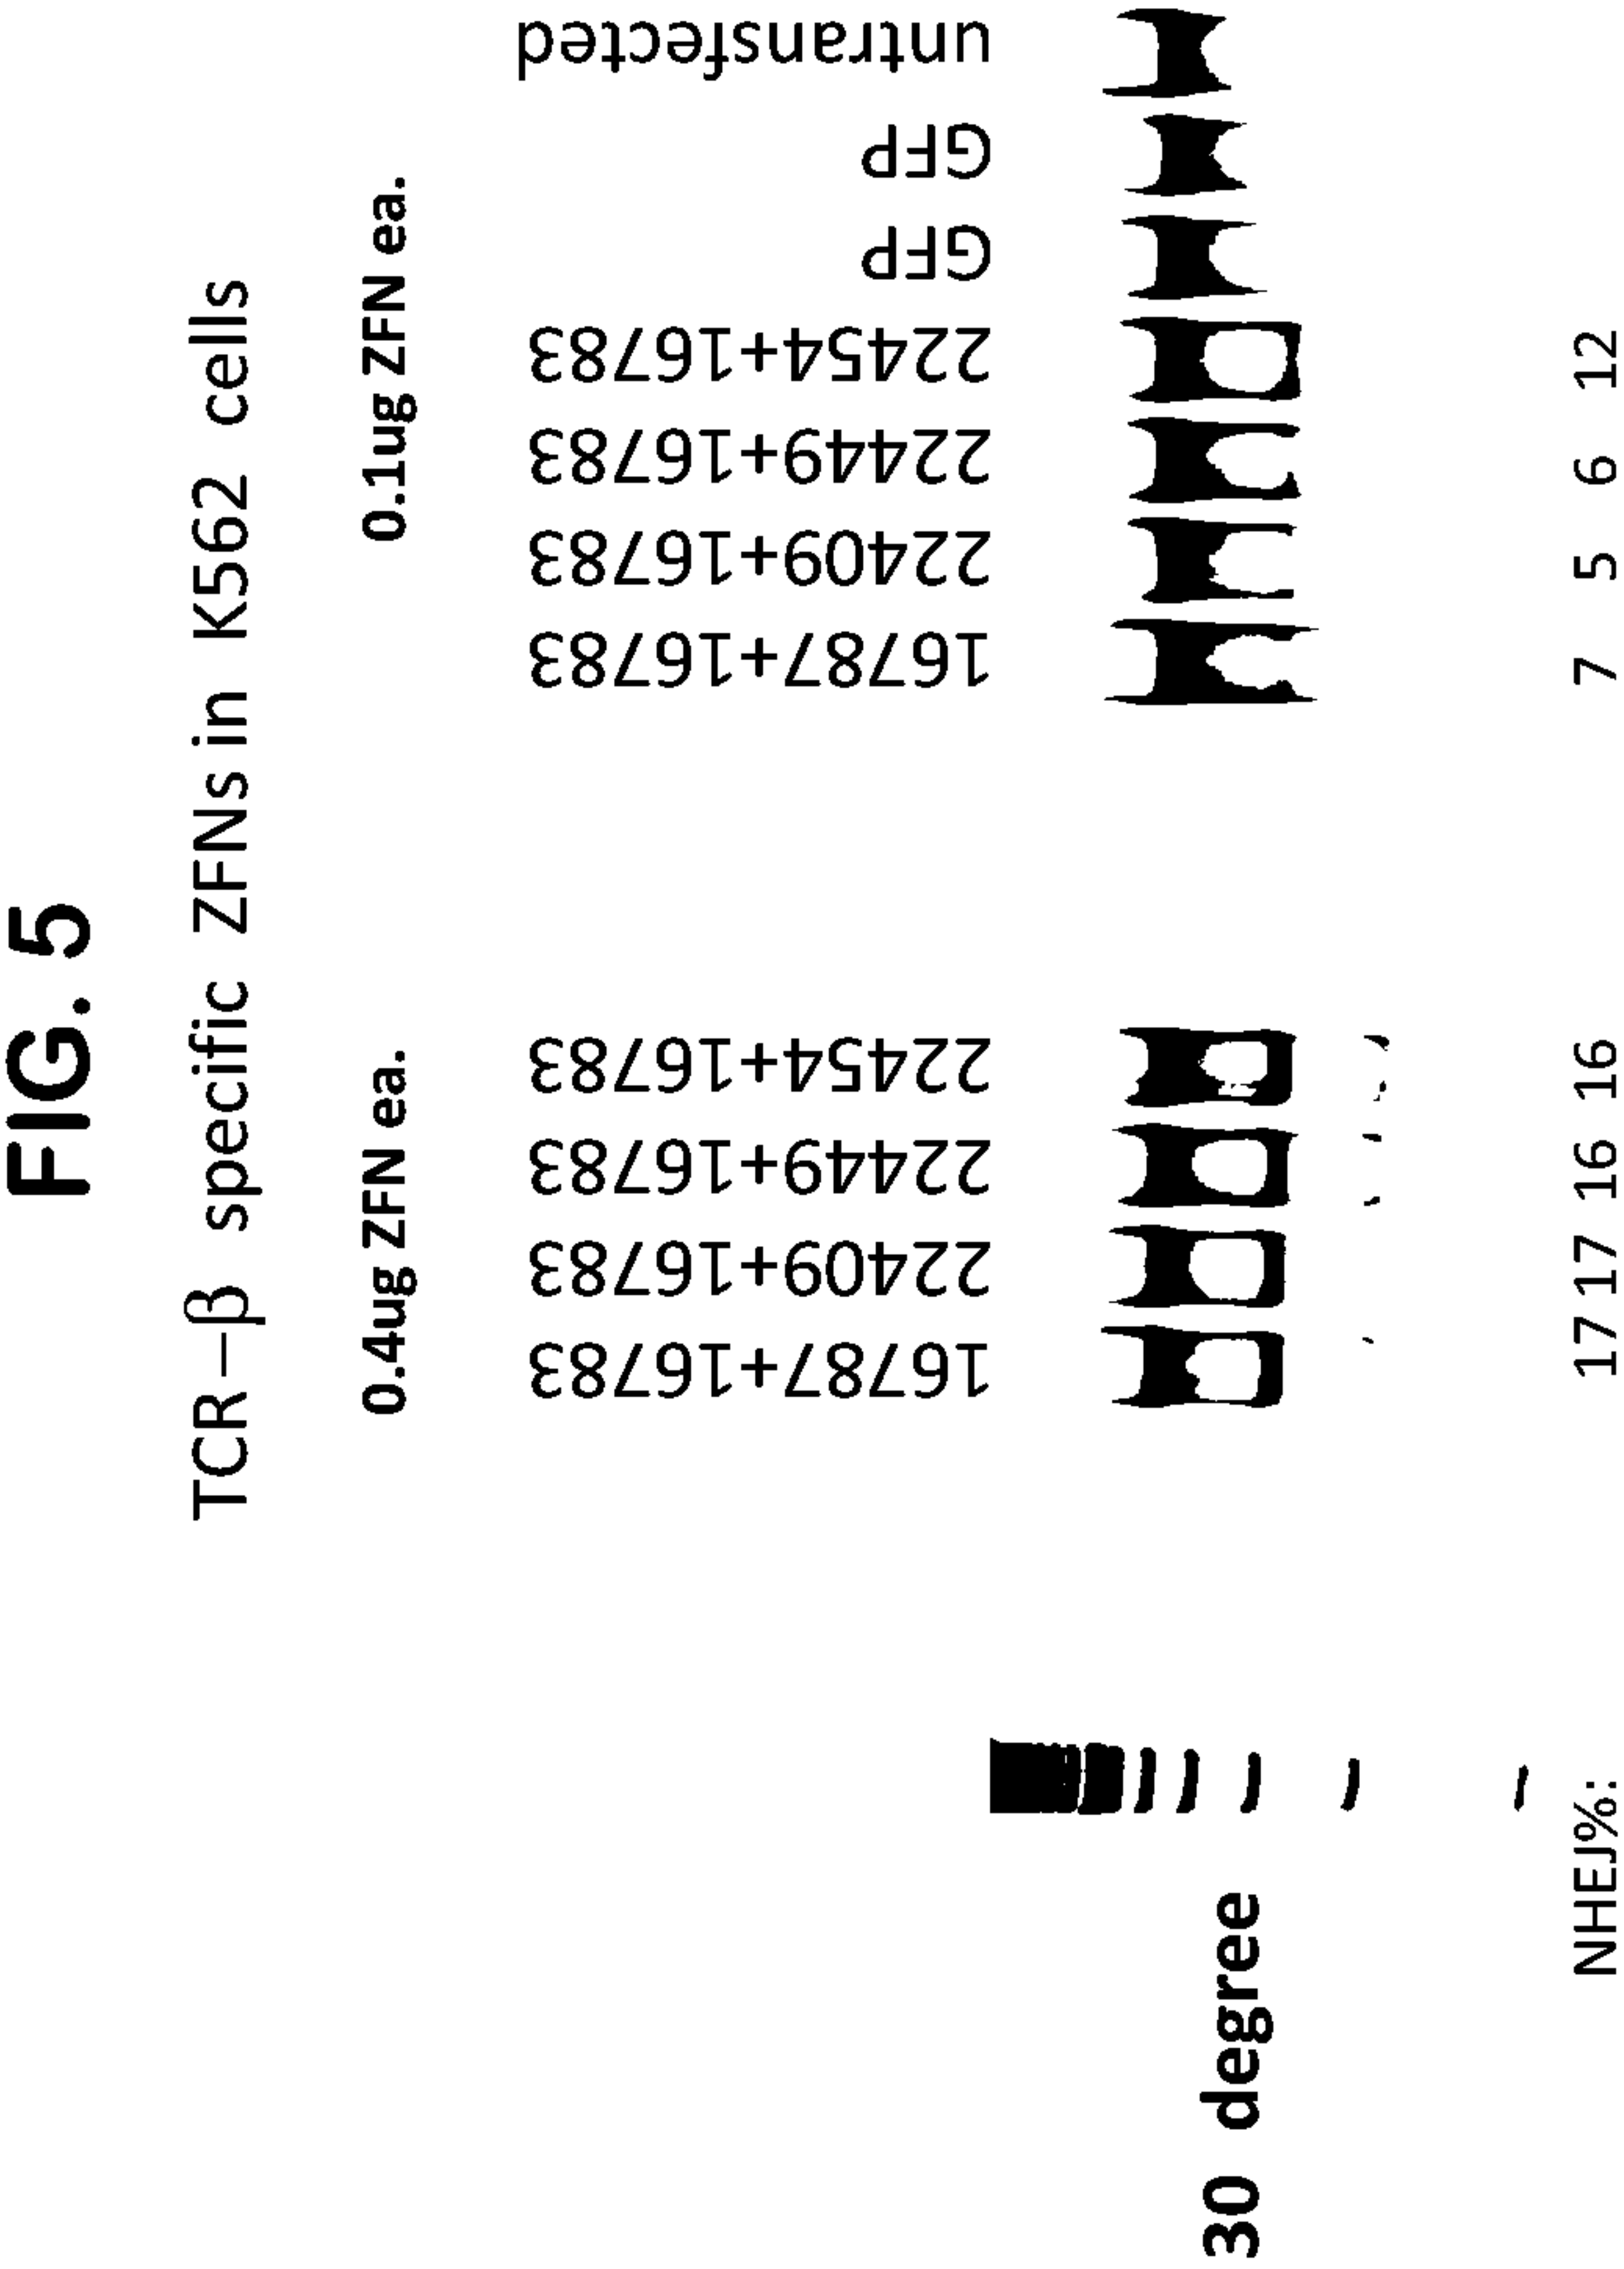 FIG. 5
TCR–β specific ZFNs in K562 cells
0.4ug ZFN ea.
0.1ug ZFN ea.
16787+16783
22409+16783
22449+16783
22454+16783
16787+16783
22409+16783
22449+16783
22454+16783
GFP
GFP
untransfected
30 degree
NHEJ%: 17 17 16 16 7 5 6 12